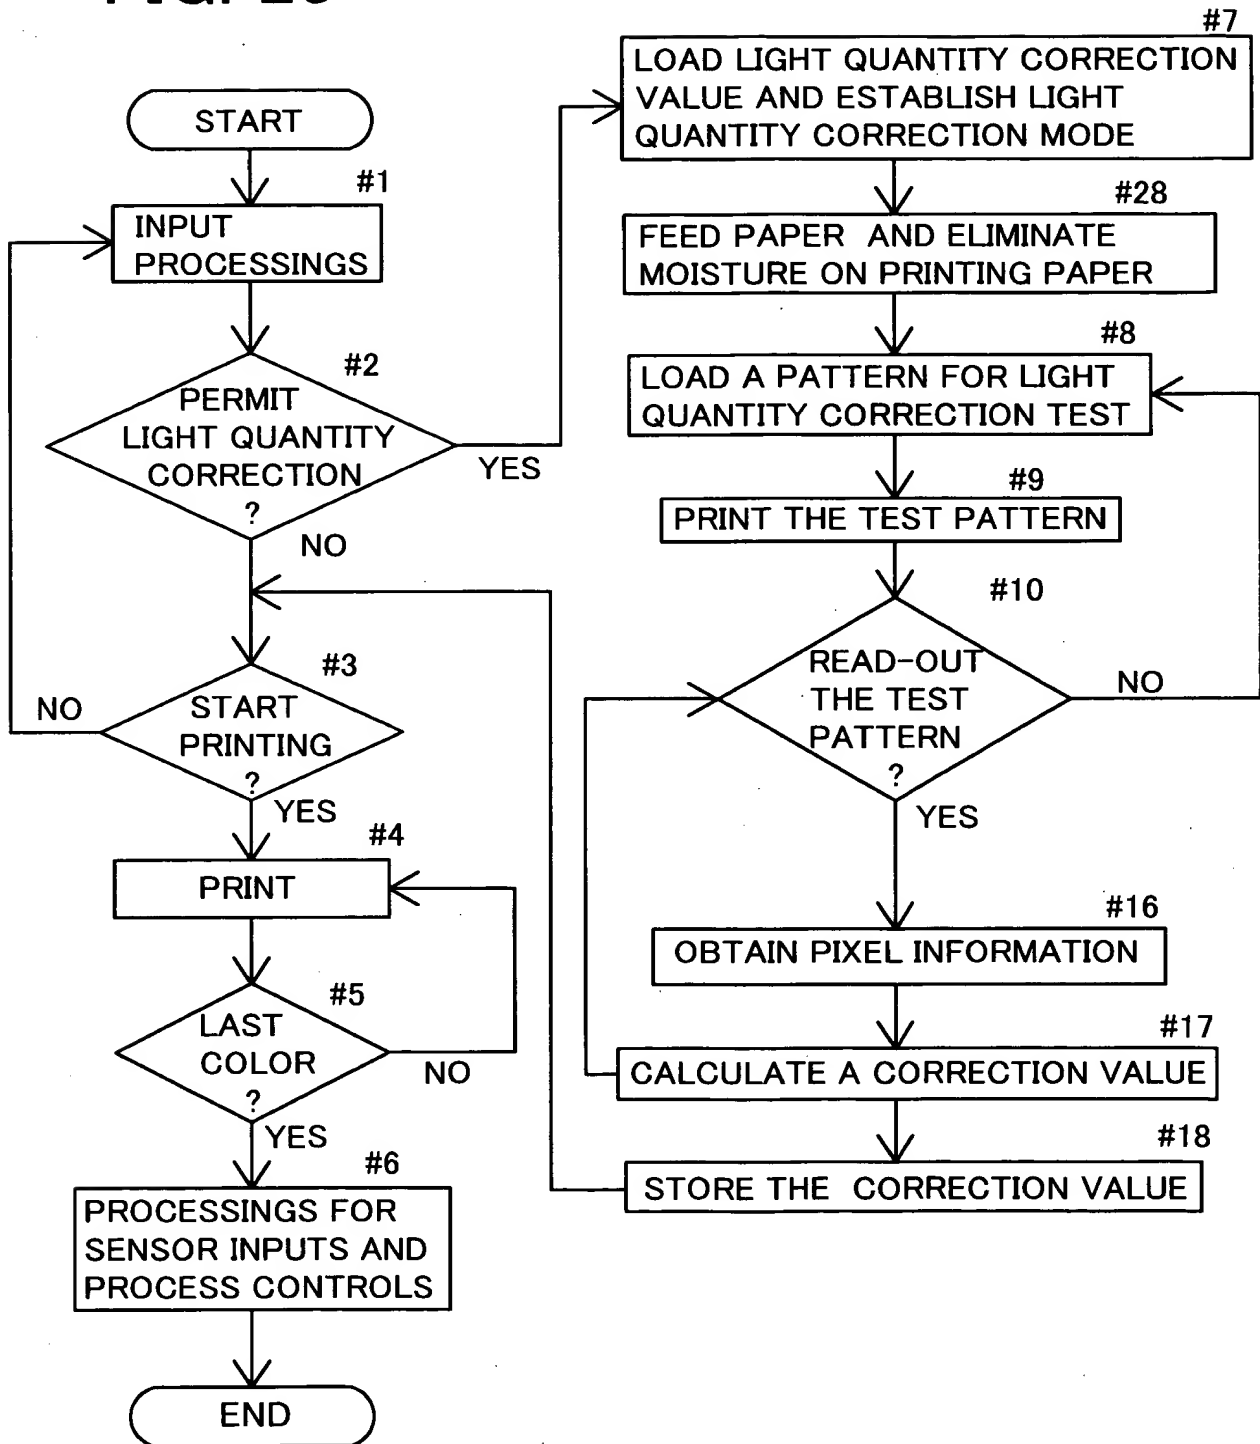 START
#1
INPUT
PROCESSINGS
#2
PERMIT
LIGHT QUANTITY
CORRECTION
?
YES
NO
#3
START
PRINTING
?
NO
YES
#4
PRINT
#5
LAST
COLOR
?
NO
YES
#6
PROCESSINGS FOR
SENSOR INPUTS AND
PROCESS CONTROLS
END
#7
LOAD LIGHT QUANTITY CORRECTION
VALUE AND ESTABLISH LIGHT
QUANTITY CORRECTION MODE
#28
FEED PAPER AND ELIMINATE
MOISTURE ON PRINTING PAPER
#8
LOAD A PATTERN FOR LIGHT
QUANTITY CORRECTION TEST
#9
PRINT THE TEST PATTERN
#10
READ-OUT
THE TEST
PATTERN
?
NO
YES
#16
OBTAIN PIXEL INFORMATION
#17
CALCULATE A CORRECTION VALUE
#18
STORE THE CORRECTION VALUE